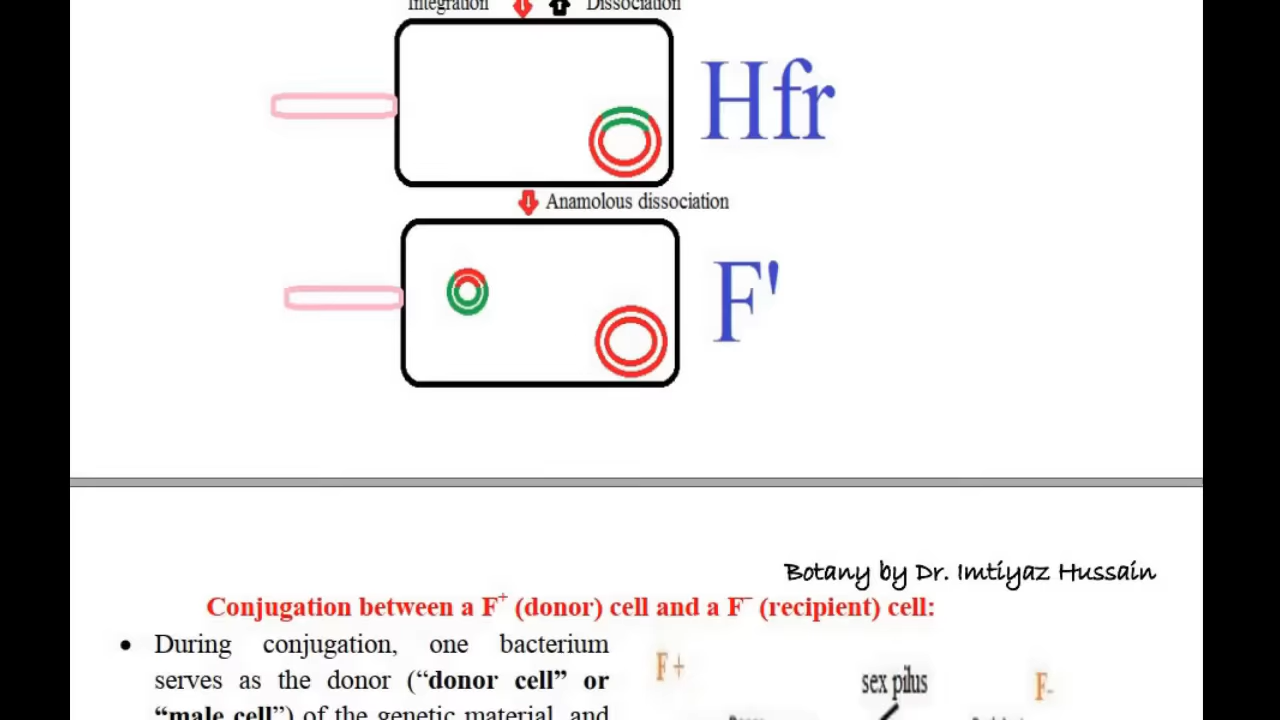 Integration Dissociation
Hfr
Anamolous dissociation
F'
Botany by Dr. Imtiyaz Hussain
Conjugation between a F+ (donor) cell and a F− (recipient) cell:
• During conjugation, one bacterium
serves as the donor (“donor cell” or
“male cell”) of the genetic material, and
F+
sex pilus
F-